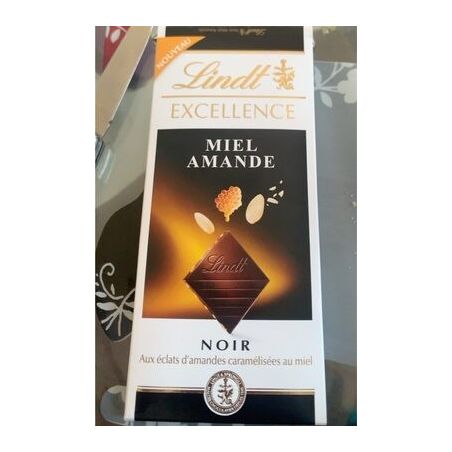 NOUVEAU
Lindt
EXCELLENCE
MIEL
AMANDE
Lindt
NOIR
Aux éclats d'amandes caramélisées au miel